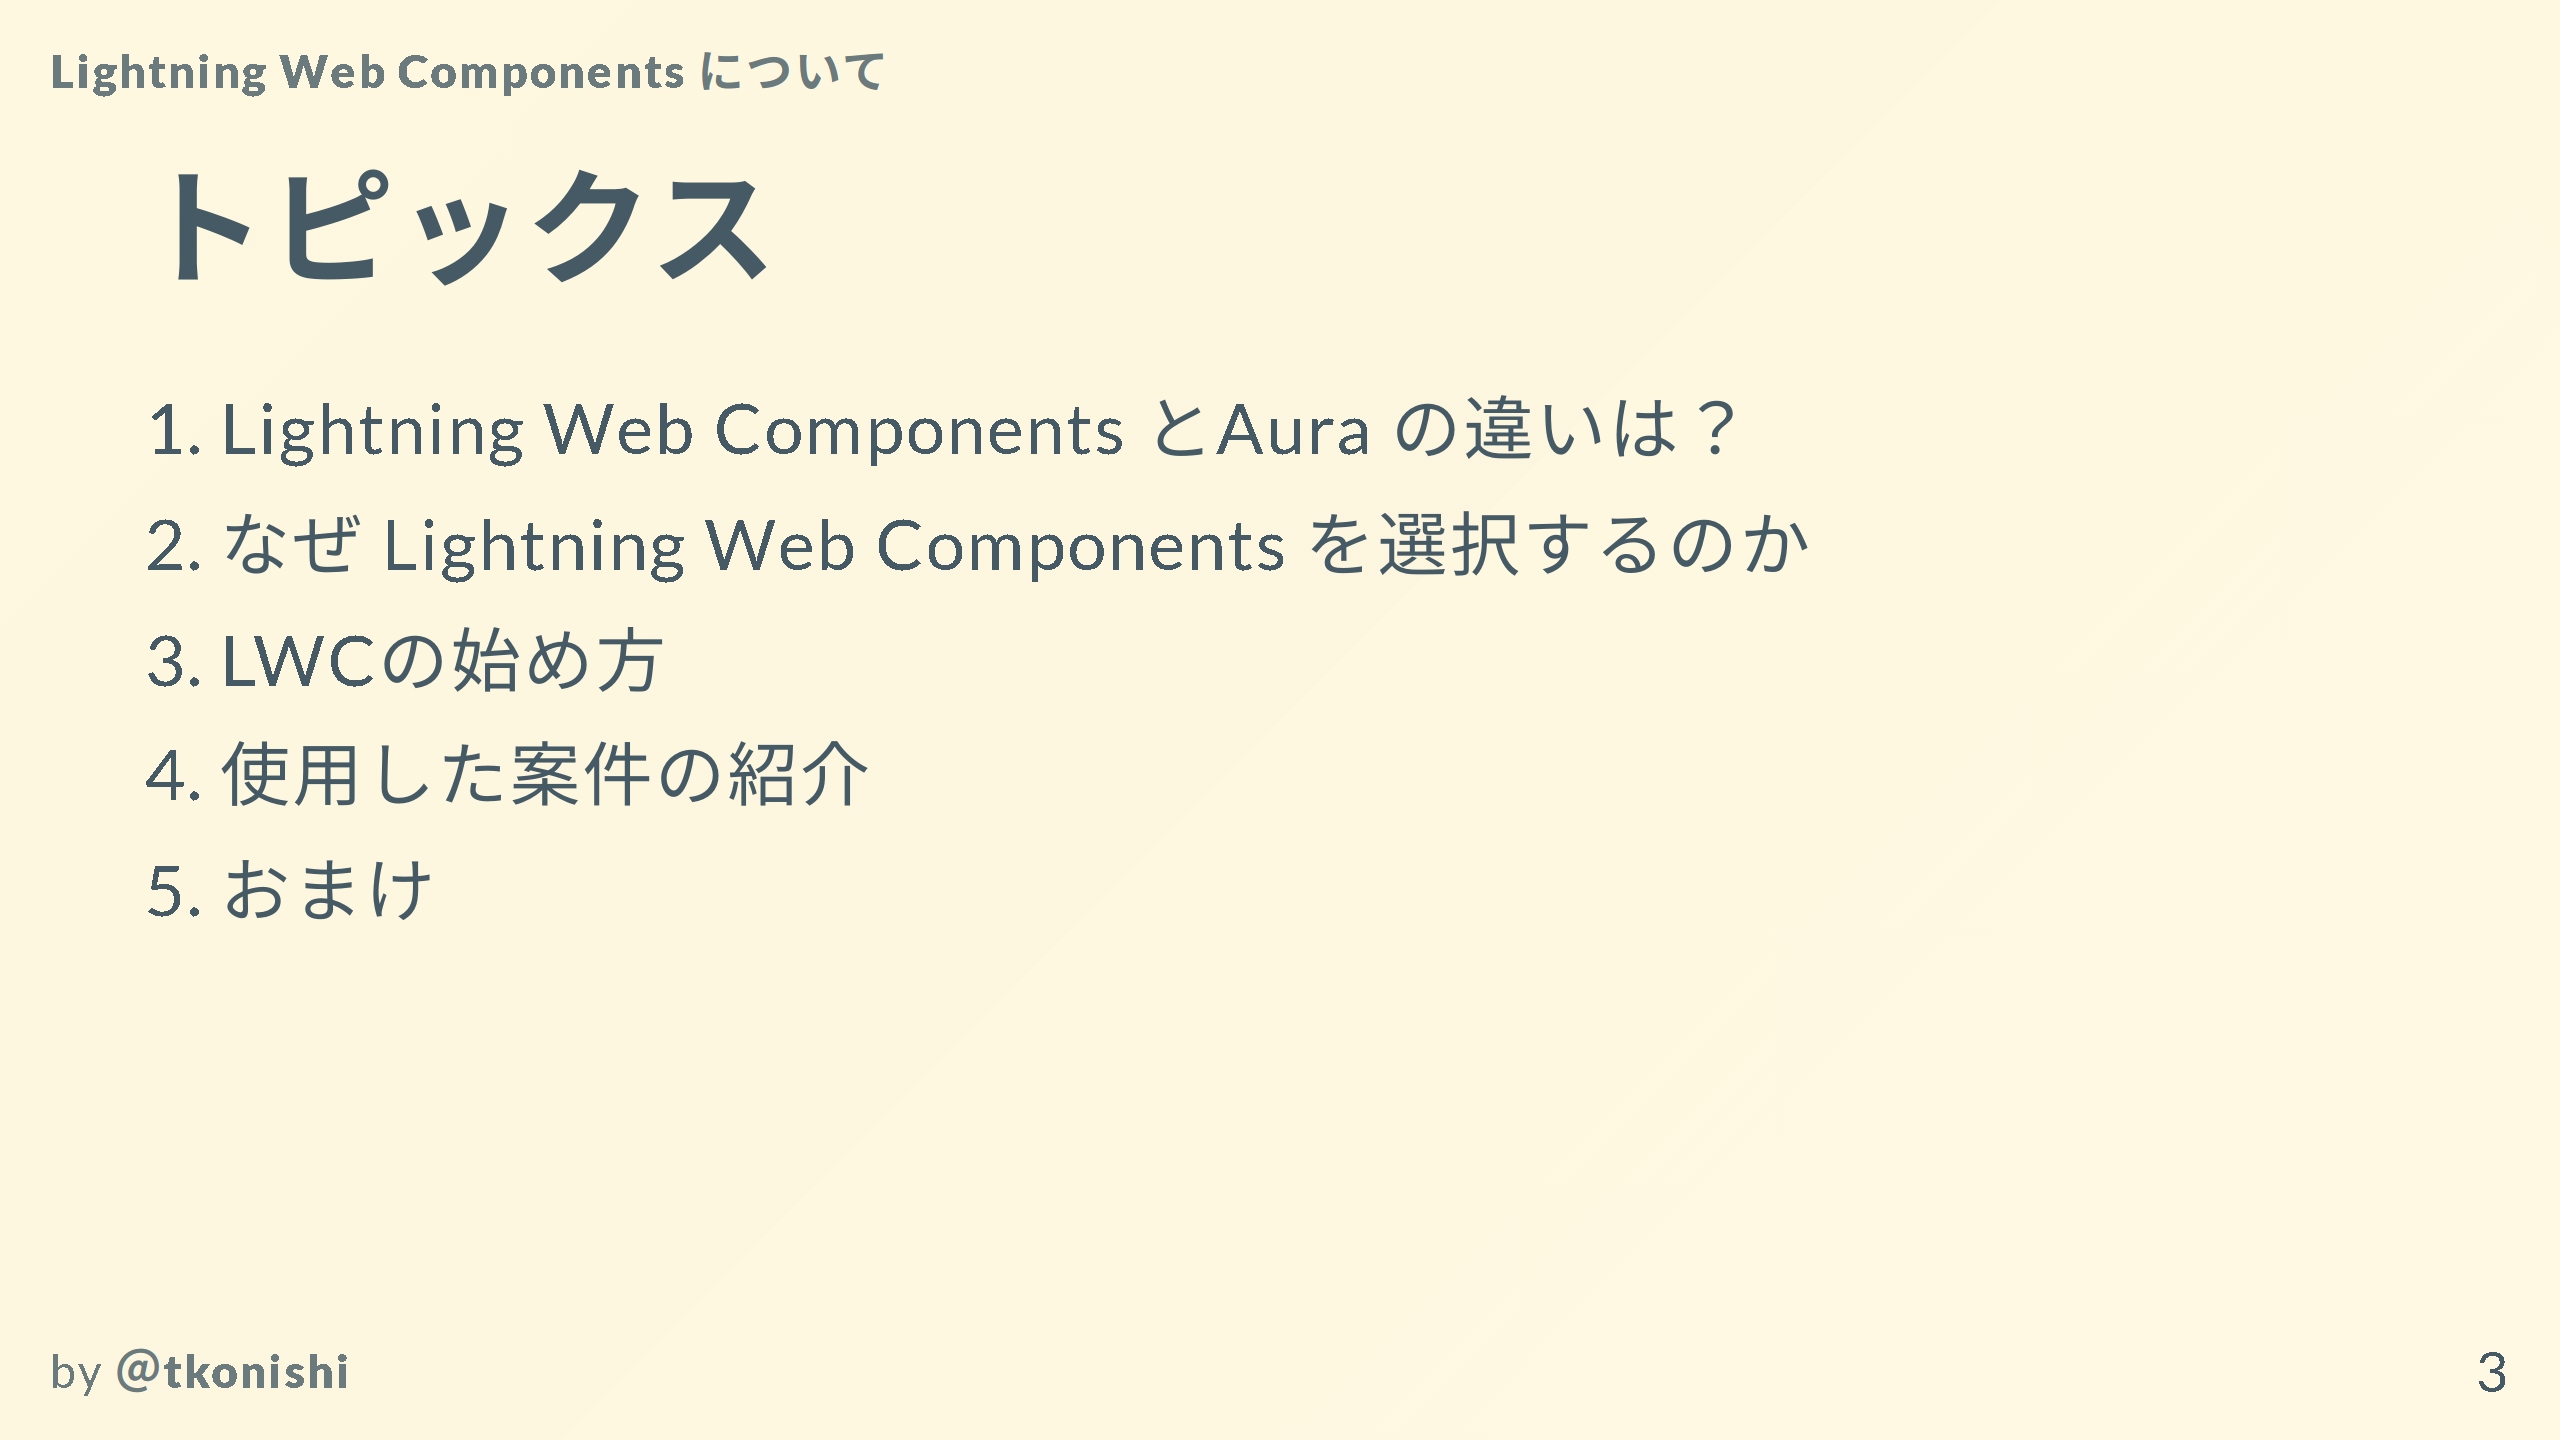 Lightning Web Components について
トピックス
1. Lightning Web Components とAura の違いは？
2. なぜ Lightning Web Components を選択するのか
3. LWCの始め方
4. 使用した案件の紹介
5. おまけ
by @tkonishi
3